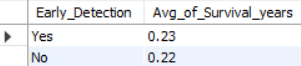 Early_Detection Avg_of_Survival_years
Yes 0.23
No 0.22